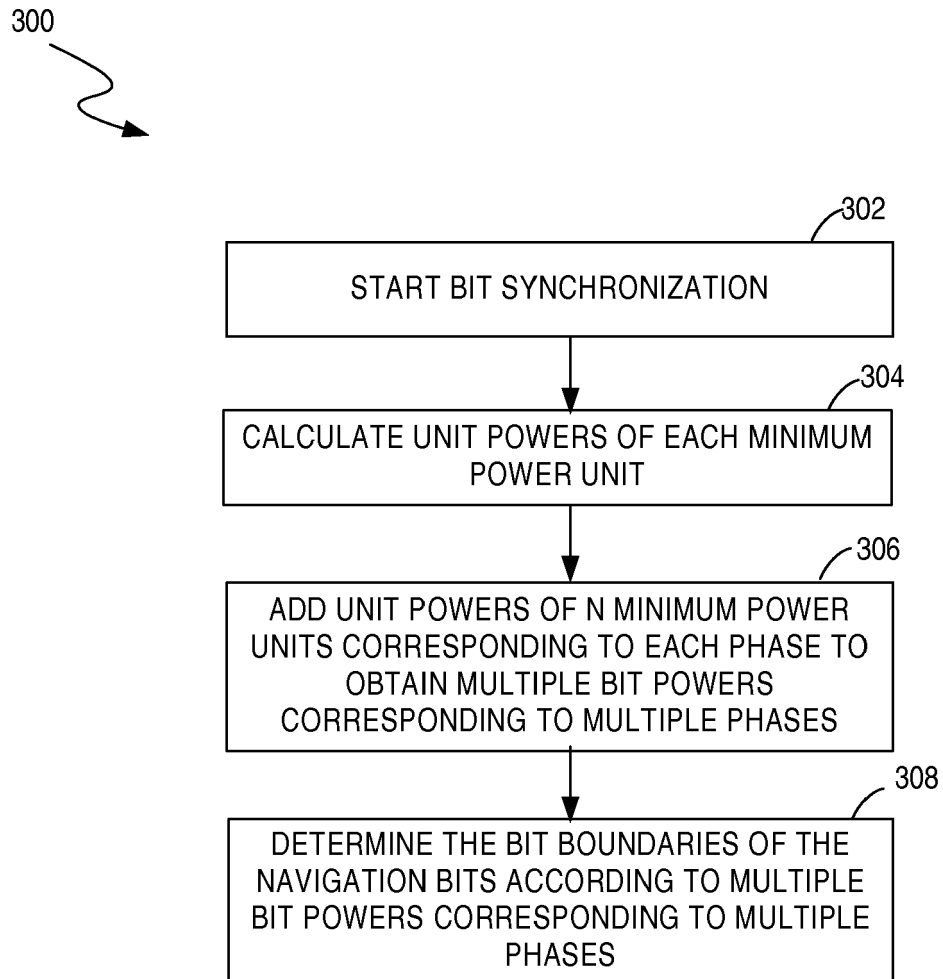 300
302
START BIT SYNCHRONIZATION
304
CALCULATE UNIT POWERS OF EACH MINIMUM
POWER UNIT
306
ADD UNIT POWERS OF N MINIMUM POWER
UNITS CORRESPONDING TO EACH PHASE TO
OBTAIN MULTIPLE BIT POWERS
CORRESPONDING TO MULTIPLE PHASES
308
DETERMINE THE BIT BOUNDARIES OF THE
NAVIGATION BITS ACCORDING TO MULTIPLE
BIT POWERS CORRESPONDING TO MULTIPLE
PHASES